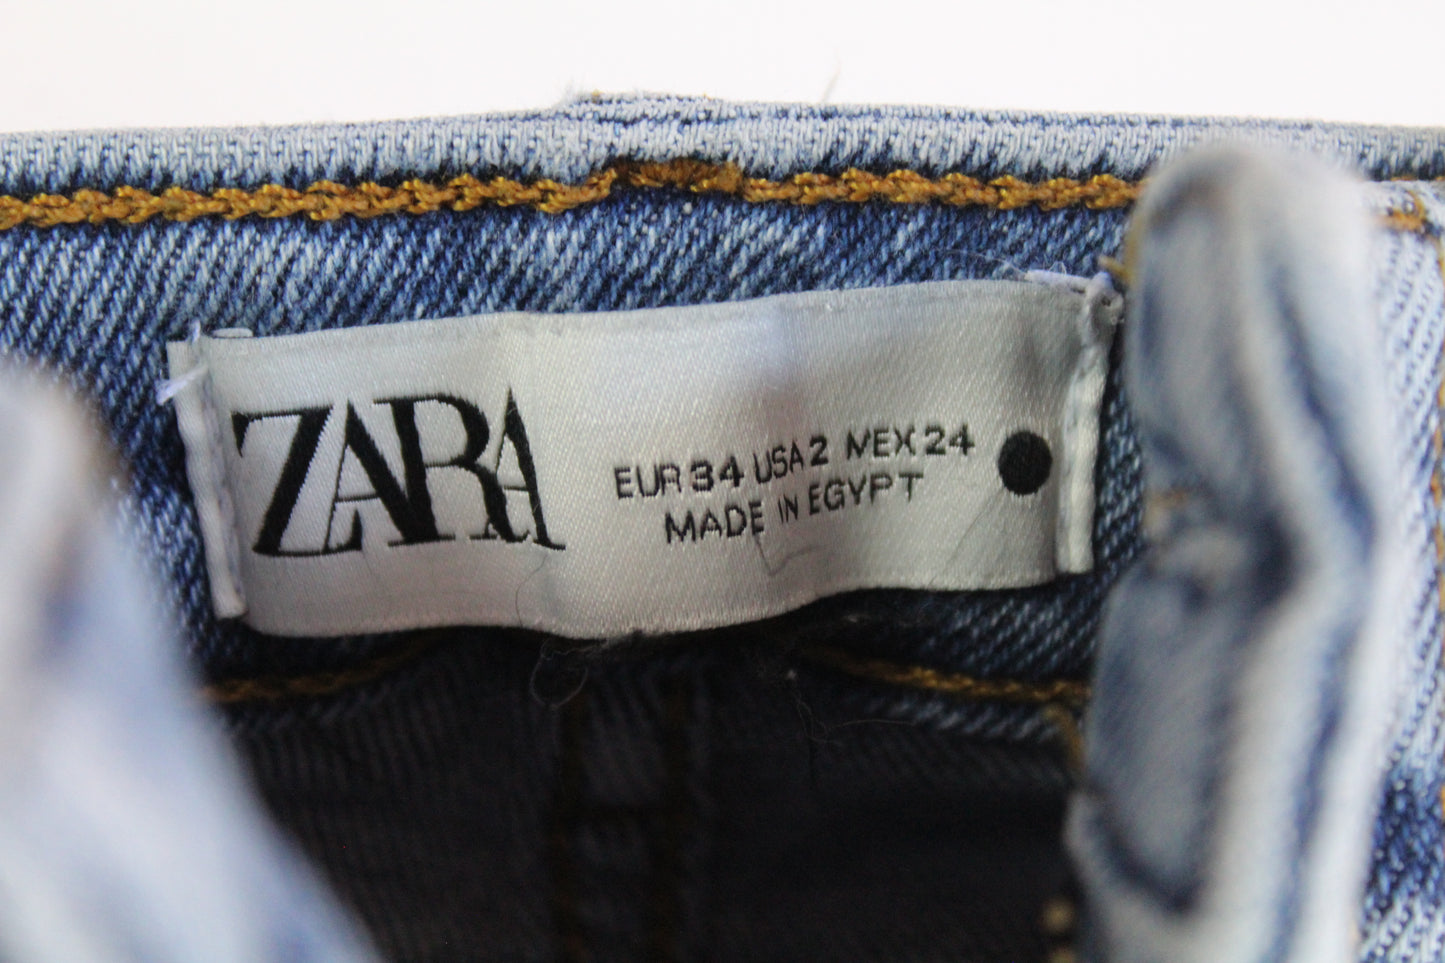 ZARA
EUR 34 USA 2 MEX 24
MADE IN EGYPT